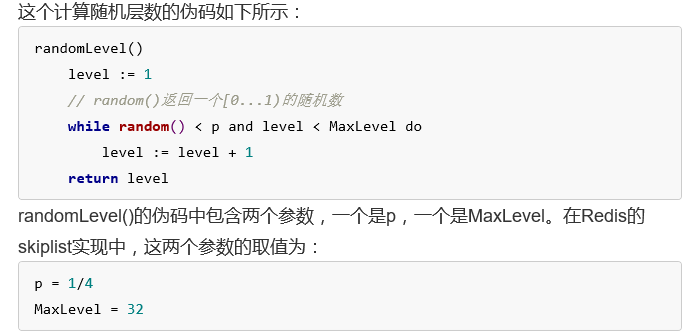 这个计算随机层数的伪码如下所示：
randomLevel()
    level := 1
    // random()返回一个[0...1)的随机数
    while random() < p and level < MaxLevel do
        level := level + 1
    return level
randomLevel()的伪码中包含两个参数，一个是p，一个是MaxLevel。在Redis的
skiplist实现中，这两个参数的取值为：
p = 1/4
MaxLevel = 32